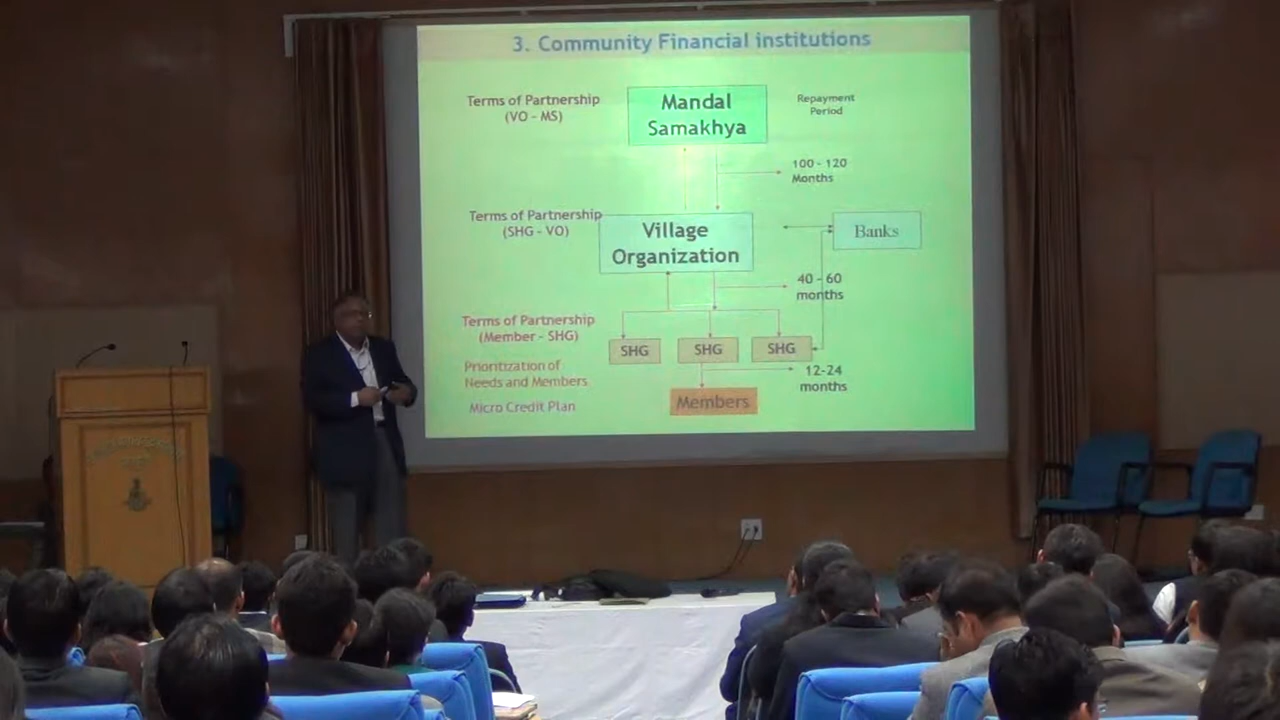 3. Community Financial institutions
Terms of Partnership
(VO - MS)
Mandal
Samakhya
Repayment
Period
100 - 120
Months
Terms of Partnership
(SHG - VO)
Village
Organization
Banks
40 - 60
months
Terms of Partnership
(Member - SHG)
SHG
SHG
SHG
Prioritization of
Needs and Members
12-24
months
Micro Credit Plan
Members